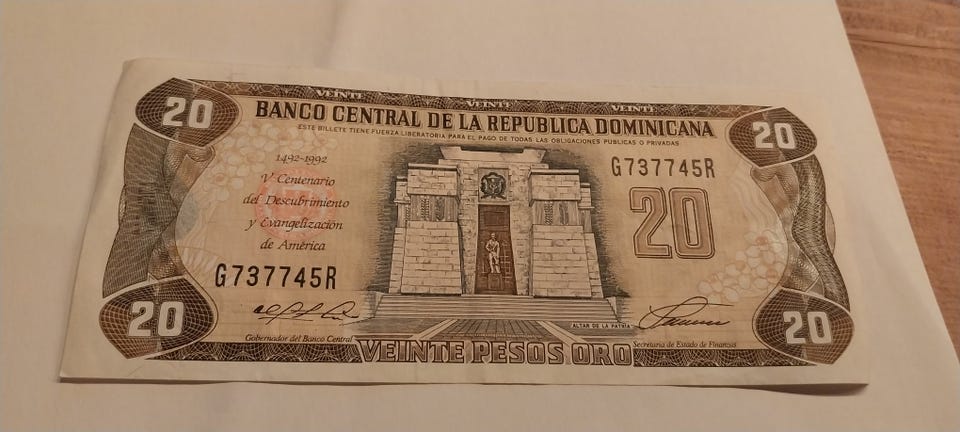 VEINTE VEINTE VEINTE
20 20
BANCO CENTRAL DE LA REPUBLICA DOMINICANA
ESTE BILLETE TIENE FUERZA LIBERATORIA PARA EL PAGO DE TODAS LAS OBLIGACIONES PUBLICAS O PRIVADAS
1492-1992
V Centenario
del Descubrimiento
y Evangelización
de América
G737745R
G737745R
20
20 20
ALTAR DE LA PATRIA
Gobernador del Banco Central
VEINTE PESOS ORO
Secretaria de Estado de Finanzas